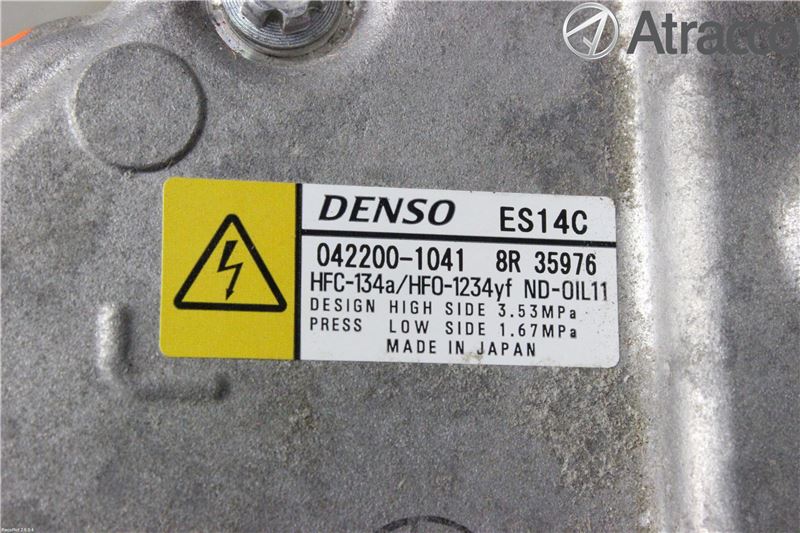 Atracco
DENSO ES14C
042200-1041 8R 35976
HFC-134a/HFO-1234yf ND-OIL11
DESIGN HIGH SIDE 3.53MPa
PRESS LOW SIDE 1.67MPa
MADE IN JAPAN